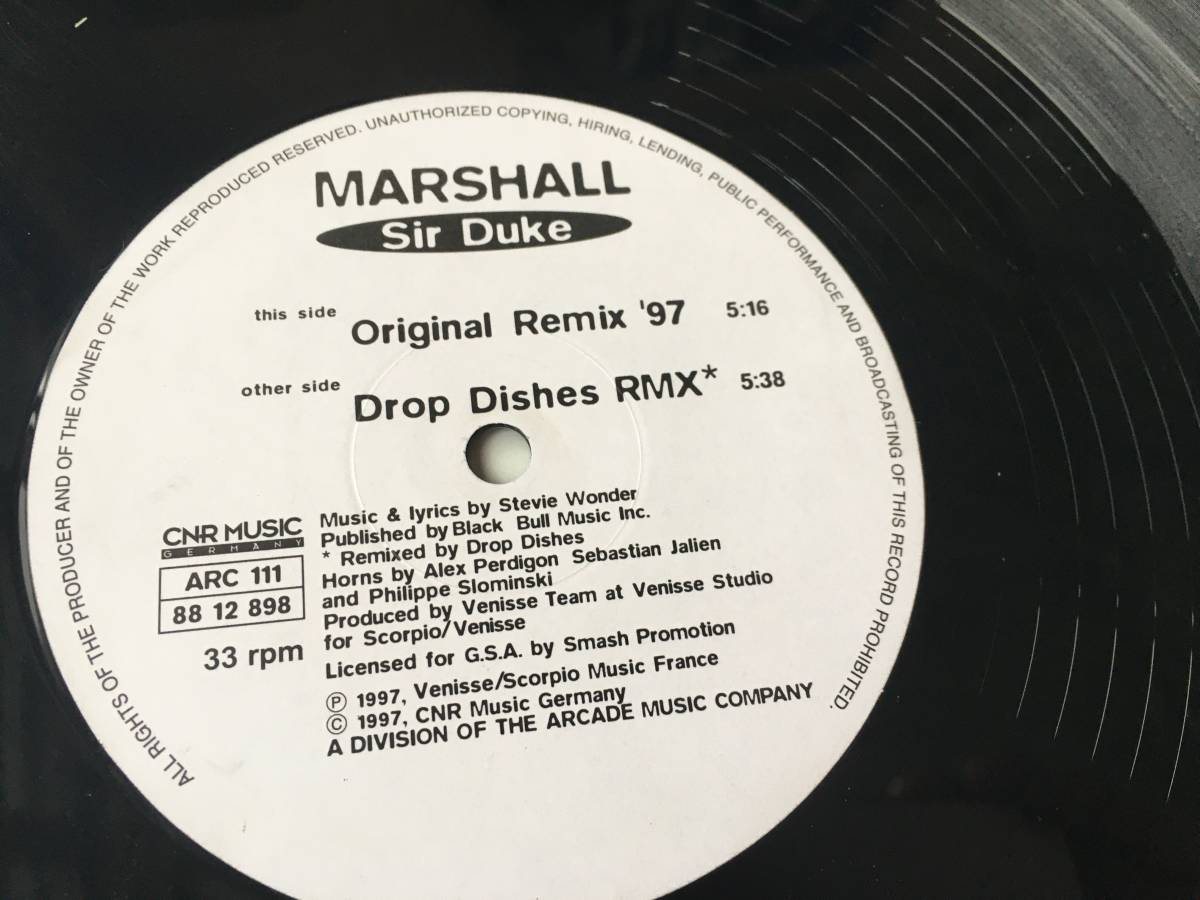 ALL RIGHTS OF THE PRODUCER AND OF THE OWNER OF THE WORK REPRODUCED RESERVED. UNAUTHORIZED COPYING, HIRING, LENDING, PUBLIC PERFORMANCE AND BROADCASTING OF THIS RECORD PROHIBITED.
MARSHALL
Sir Duke
this side Original Remix '97 5:16
other side Drop Dishes RMX* 5:38
CNR MUSIC
GERMANY
ARC 111
88 12 898
33 rpm
Music & lyrics by Stevie Wonder
Published by Black Bull Music Inc.
* Remixed by Drop Dishes
Horns by Alex Perdigon Sebastian Jalien
and Philippe Slominski
Produced by Venisse Team at Venisse Studio
for Scorpio/Venisse
Licensed for G.S.A. by Smash Promotion
Ⓟ 1997, Venisse/Scorpio Music France
© 1997, CNR Music Germany
A DIVISION OF THE ARCADE MUSIC COMPANY